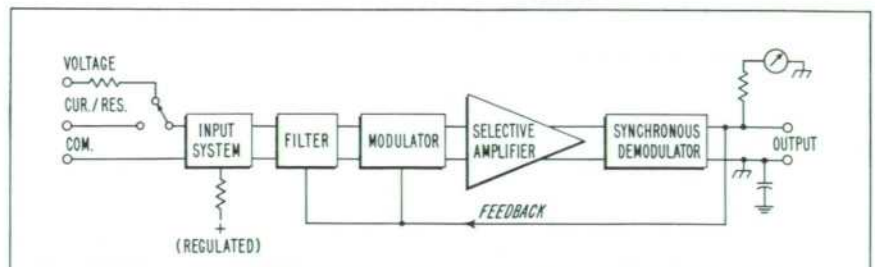 VOLTAGE
CUR./RES.
COM.
INPUT
SYSTEM
FILTER
MODULATOR
SELECTIVE
AMPLIFIER
SYNCHRONOUS
DEMODULATOR
OUTPUT
FEEDBACK
+
(REGULATED)